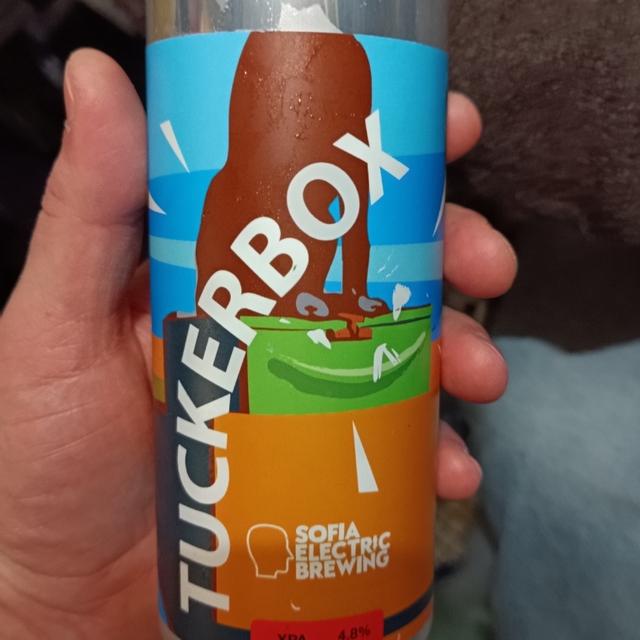 TUCKERBOX
SOFIA
ELECTRIC
BREWING
XPA 4.8%